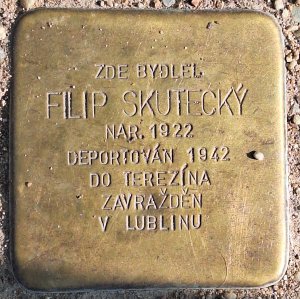 ZDE BYDLEL
FILIP SKUTECKÝ
NAR. 1922
DEPORTOVÁN 1942
DO TEREZÍNA
ZAVRAŽDĚN
V LUBLINU